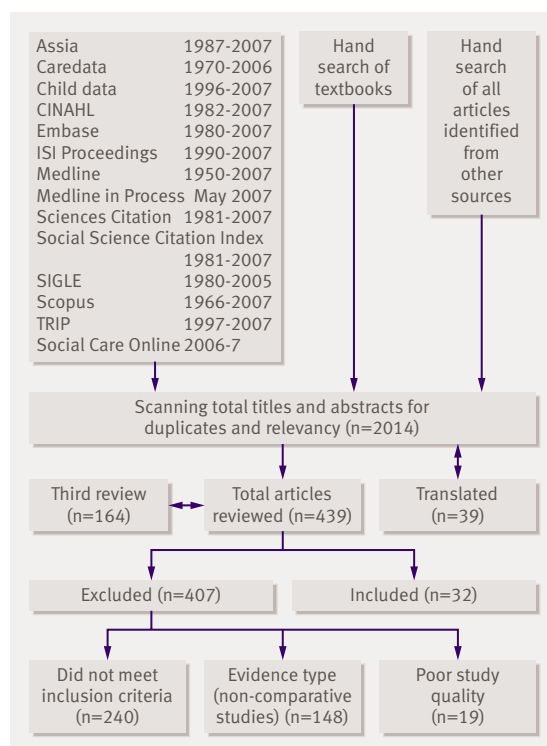 Assia 1987-2007
Caredata 1970-2006
Child data 1996-2007
CINAHL 1982-2007
Embase 1980-2007
ISI Proceedings 1990-2007
Medline 1950-2007
Medline in Process May 2007
Sciences Citation 1981-2007
Social Science Citation Index
1981-2007
SIGLE 1980-2005
Scopus 1966-2007
TRIP 1997-2007
Social Care Online 2006-7
Hand
search of
textbooks
Hand
search
of all
articles
identified
from
other
sources
Scanning total titles and abstracts for
duplicates and relevancy (n=2014)
Third review
(n=164)
Total articles
reviewed (n=439)
Translated
(n=39)
Excluded (n=407)
Included (n=32)
Did not meet
inclusion criteria
(n=240)
Evidence type
(non-comparative
studies) (n=148)
Poor study
quality
(n=19)